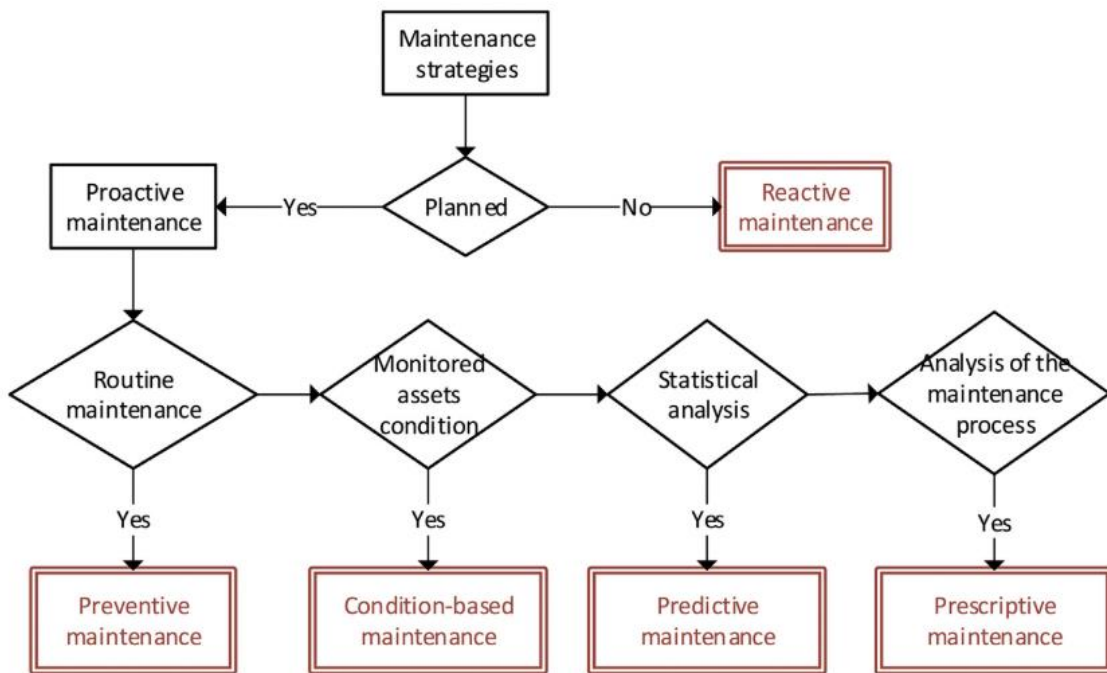 Maintenance
strategies
Proactive
maintenance
Yes
Planned
No
Reactive
maintenance
Routine
maintenance
Monitored
assets
condition
Statistical
analysis
Analysis of the
maintenance
process
Yes
Yes
Yes
Yes
Preventive
maintenance
Condition-based
maintenance
Predictive
maintenance
Prescriptive
maintenance